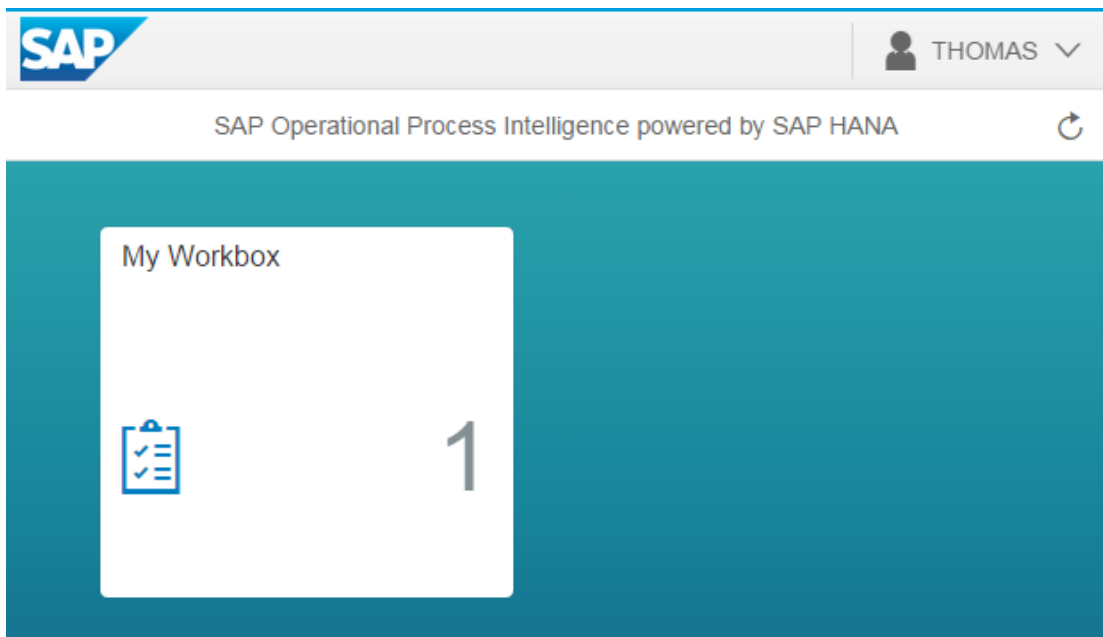 SAP
THOMAS
SAP Operational Process Intelligence powered by SAP HANA
My Workbox
1